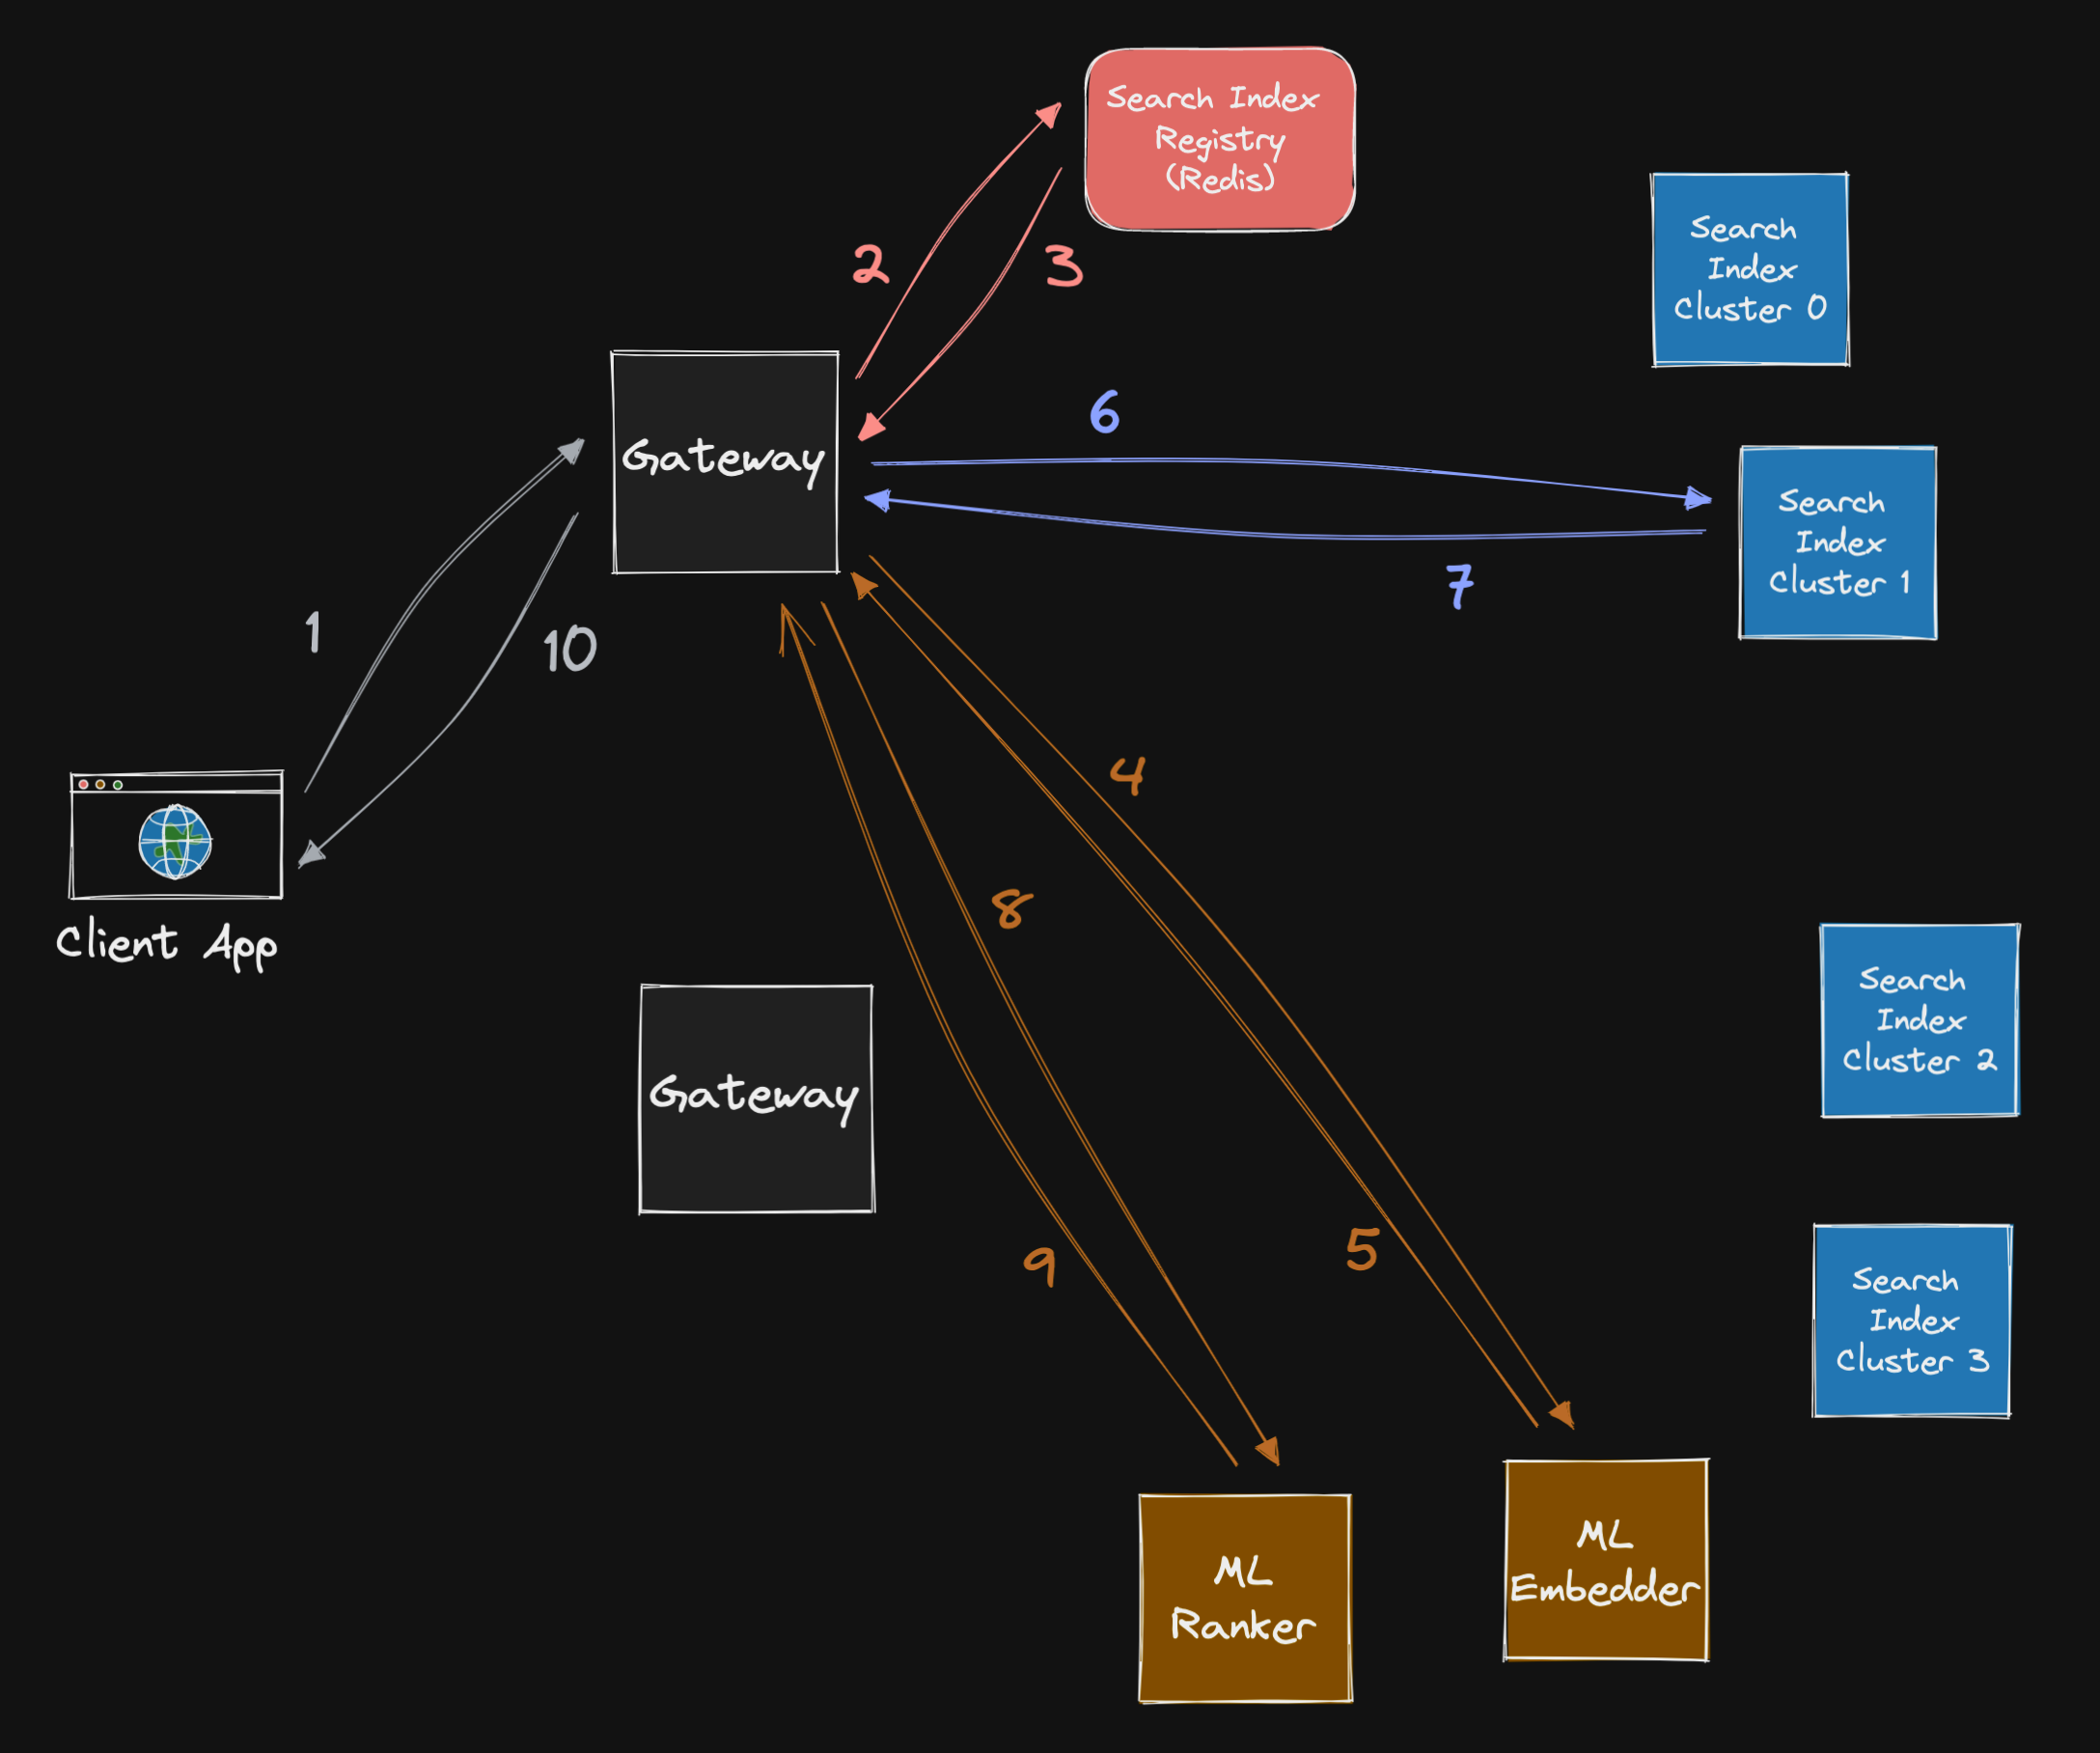 Search Index
Registry
(Redis)
Search
Index
Cluster 0
2
3
6
Gateway
Search
Index
Cluster 1
7
1
10
4
8
Client App
Search
Index
Cluster 2
Gateway
5
9
Search
Index
Cluster 3
ML
Embedder
ML
Ranker